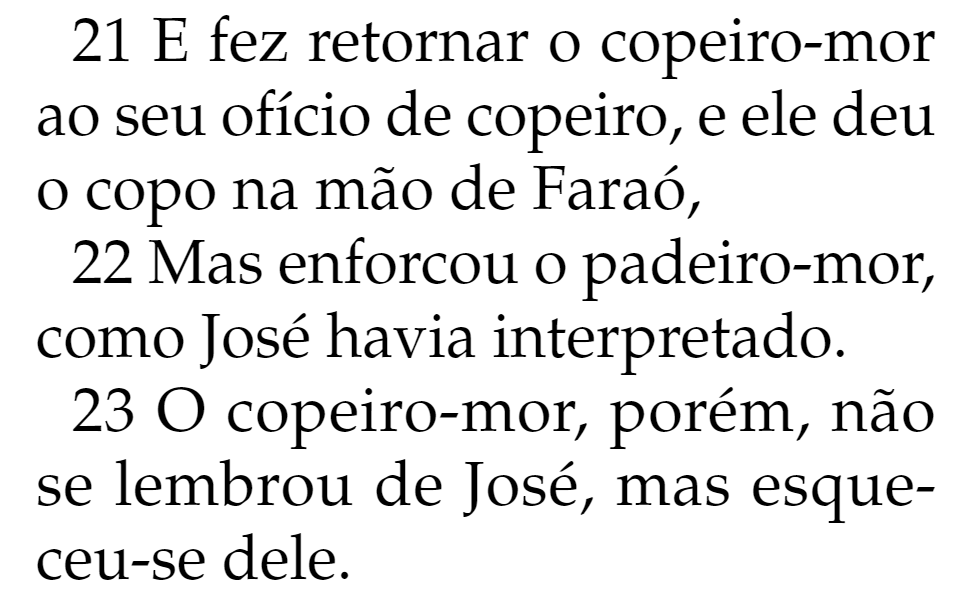 21 E fez retornar o copeiro-mor
ao seu ofício de copeiro, e ele deu
o copo na mão de Faraó,
22 Mas enforcou o padeiro-mor,
como José havia interpretado.
23 O copeiro-mor, porém, não
se lembrou de José, mas esque-
ceu-se dele.